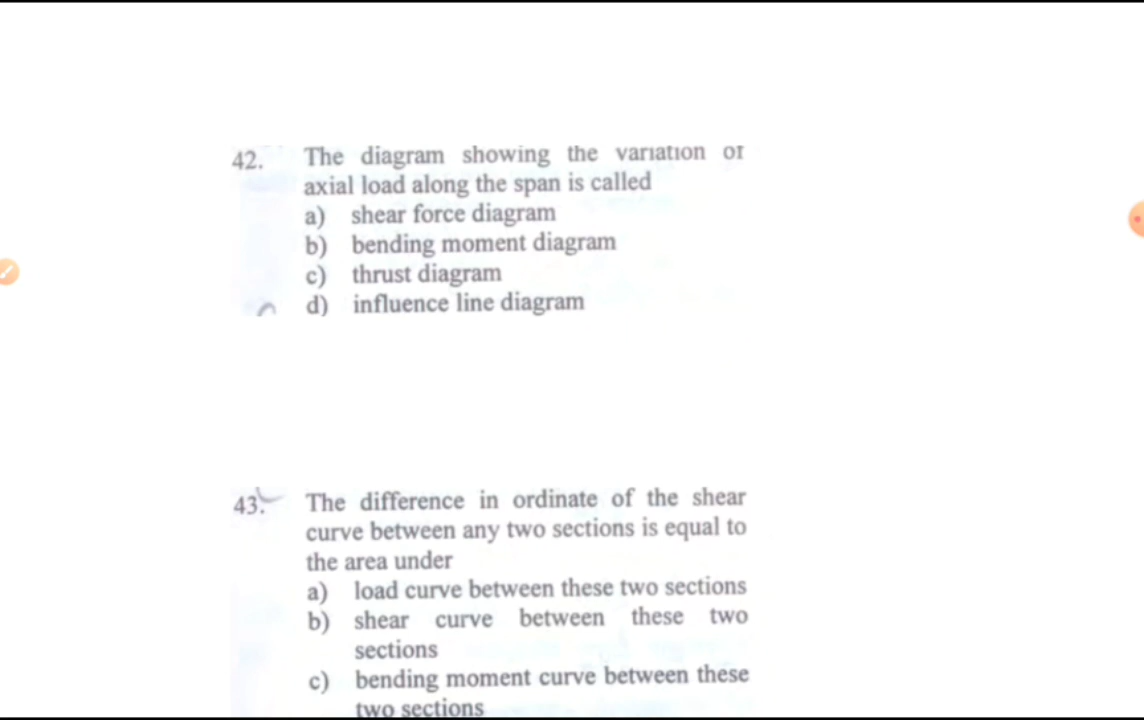 42. The diagram showing the variation of
axial load along the span is called
a) shear force diagram
b) bending moment diagram
c) thrust diagram
d) influence line diagram
43. The difference in ordinate of the shear
curve between any two sections is equal to
the area under
a) load curve between these two sections
b) shear curve between these two
sections
c) bending moment curve between these
two sections